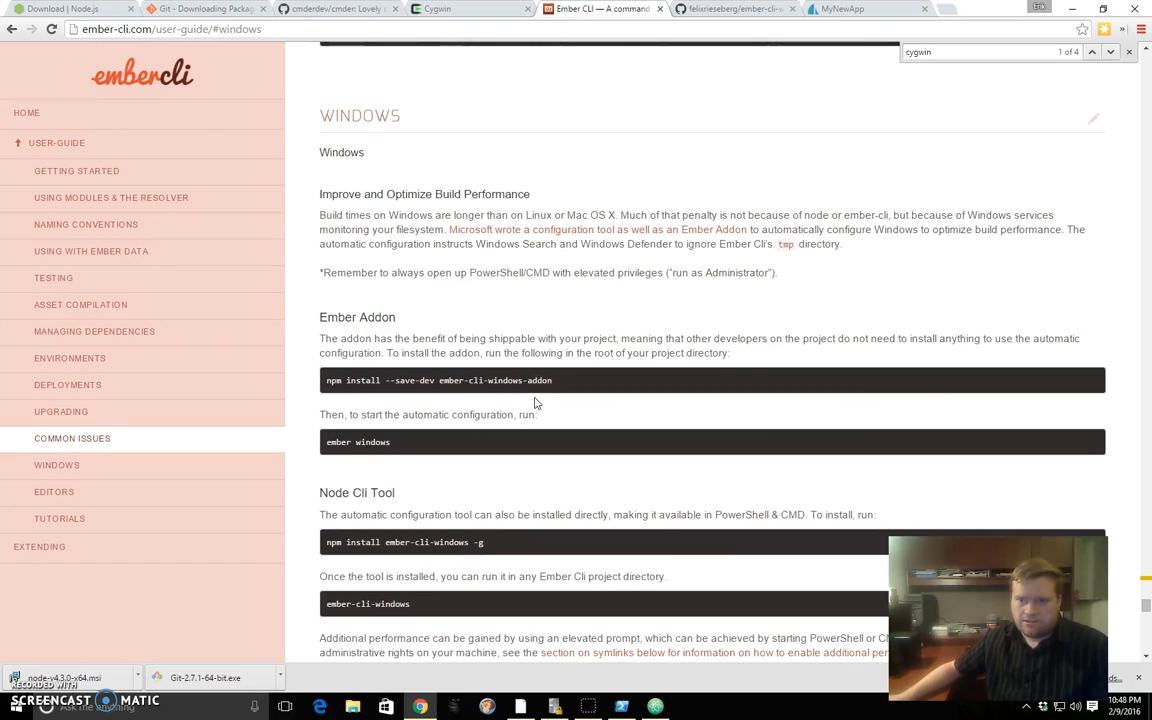 Download | Node.js
Git - Downloading Packag
cmderdev/cmder: Lovely c
Cygwin
Ember CLI — A comman
felixrieseberg/ember-cli-w
MyNewApp
Erik
ember-cli.com/user-guide/#windows
cygwin
1 of 4
embercli
HOME
USER-GUIDE
GETTING STARTED
USING MODULES & THE RESOLVER
NAMING CONVENTIONS
USING WITH EMBER DATA
TESTING
ASSET COMPILATION
MANAGING DEPENDENCIES
ENVIRONMENTS
DEPLOYMENTS
UPGRADING
COMMON ISSUES
WINDOWS
EDITORS
TUTORIALS
EXTENDING
WINDOWS
Windows
Improve and Optimize Build Performance
Build times on Windows are longer than on Linux or Mac OS X. Much of that penalty is not because of node or ember-cli, but because of Windows services
monitoring your filesystem. Microsoft wrote a configuration tool as well as an Ember Addon to automatically configure Windows to optimize build performance. The
automatic configuration instructs Windows Search and Windows Defender to ignore Ember Cli's tmp directory.
*Remember to always open up PowerShell/CMD with elevated privileges ("run as Administrator").
Ember Addon
The addon has the benefit of being shippable with your project, meaning that other developers on the project do not need to install anything to use the automatic
configuration. To install the addon, run the following in the root of your project directory:
npm install --save-dev ember-cli-windows-addon
Then, to start the automatic configuration, run:
ember windows
Node Cli Tool
The automatic configuration tool can also be installed directly, making it available in PowerShell & CMD. To install, run:
npm install ember-cli-windows -g
Once the tool is installed, you can run it in any Ember Cli project directory.
ember-cli-windows
Additional performance can be gained by using an elevated prompt, which can be achieved by starting PowerShell or C
administrative rights on your machine, see the section on symlinks below for information on how to enable additional per
node-v4.3.0-x64.msi
Git-2.7.1-64-bit.exe
ds...
RECORDED WITH
SCREENCAST MATIC
me anything
10:48 PM
2/9/2016